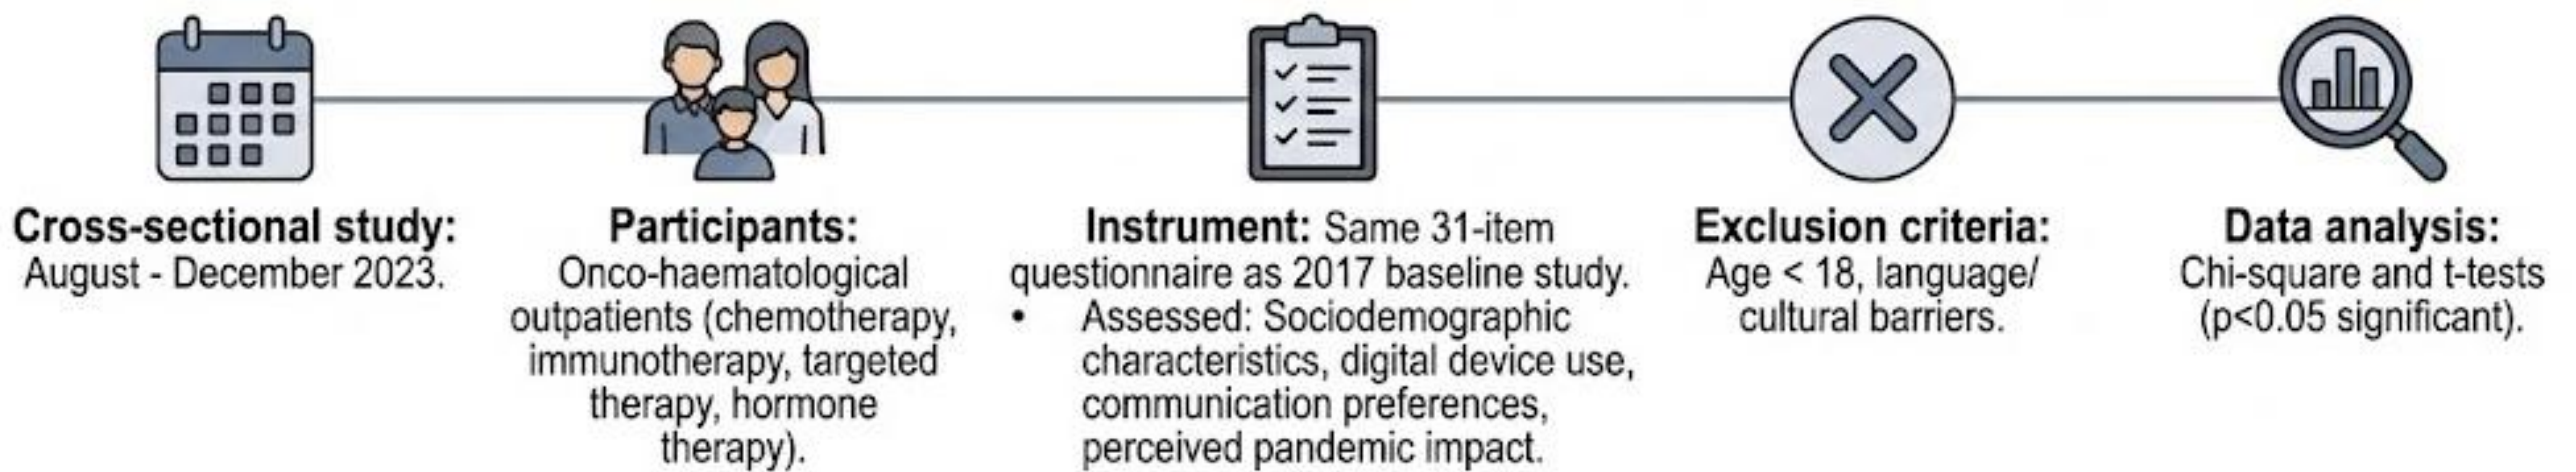 Cross-sectional study:
August - December 2023.
Participants:
Onco-haematological
outpatients (chemotherapy,
immunotherapy, targeted
therapy, hormone
therapy).
Instrument: Same 31-item
questionnaire as 2017 baseline study.
• Assessed: Sociodemographic
characteristics, digital device use,
communication preferences,
perceived pandemic impact.
Exclusion criteria:
Age < 18, language/
cultural barriers.
Data analysis:
Chi-square and t-tests
(p<0.05 significant).